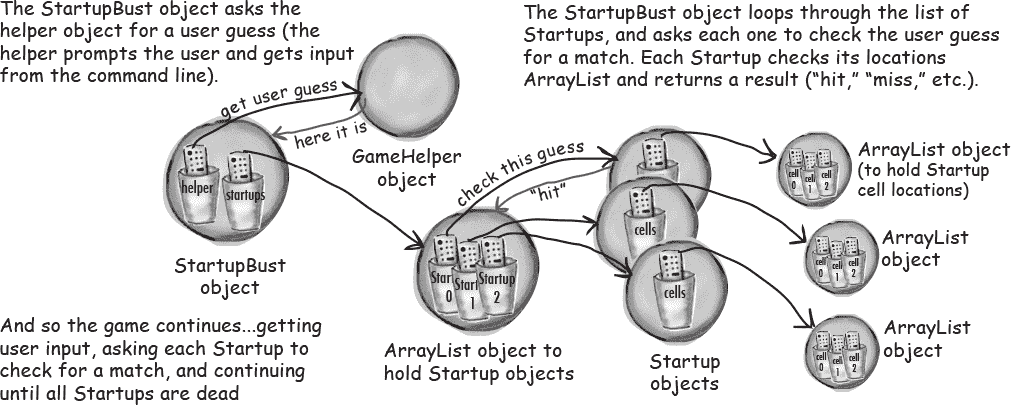 The StartupBust object asks the
helper object for a user guess (the
helper prompts the user and gets input
from the command line).
The StartupBust object loops through the list of
Startups, and asks each one to check the user guess
for a match. Each Startup checks its locations
ArrayList and returns a result (“hit,” “miss,” etc.).
get user guess
here it is
GameHelper
object
helper
startups
StartupBust
object
check this guess
“hit”
Start
0
Start
1
Startup
2
ArrayList object to
hold Startup objects
cells
cells
Startup
objects
cell
0
cell
1
cell
2
ArrayList object
(to hold Startup
cell locations)
cell
0
cell
1
cell
2
ArrayList
object
cell
0
cell
1
cell
2
ArrayList
object
And so the game continues...getting
user input, asking each Startup to
check for a match, and continuing
until all Startups are dead